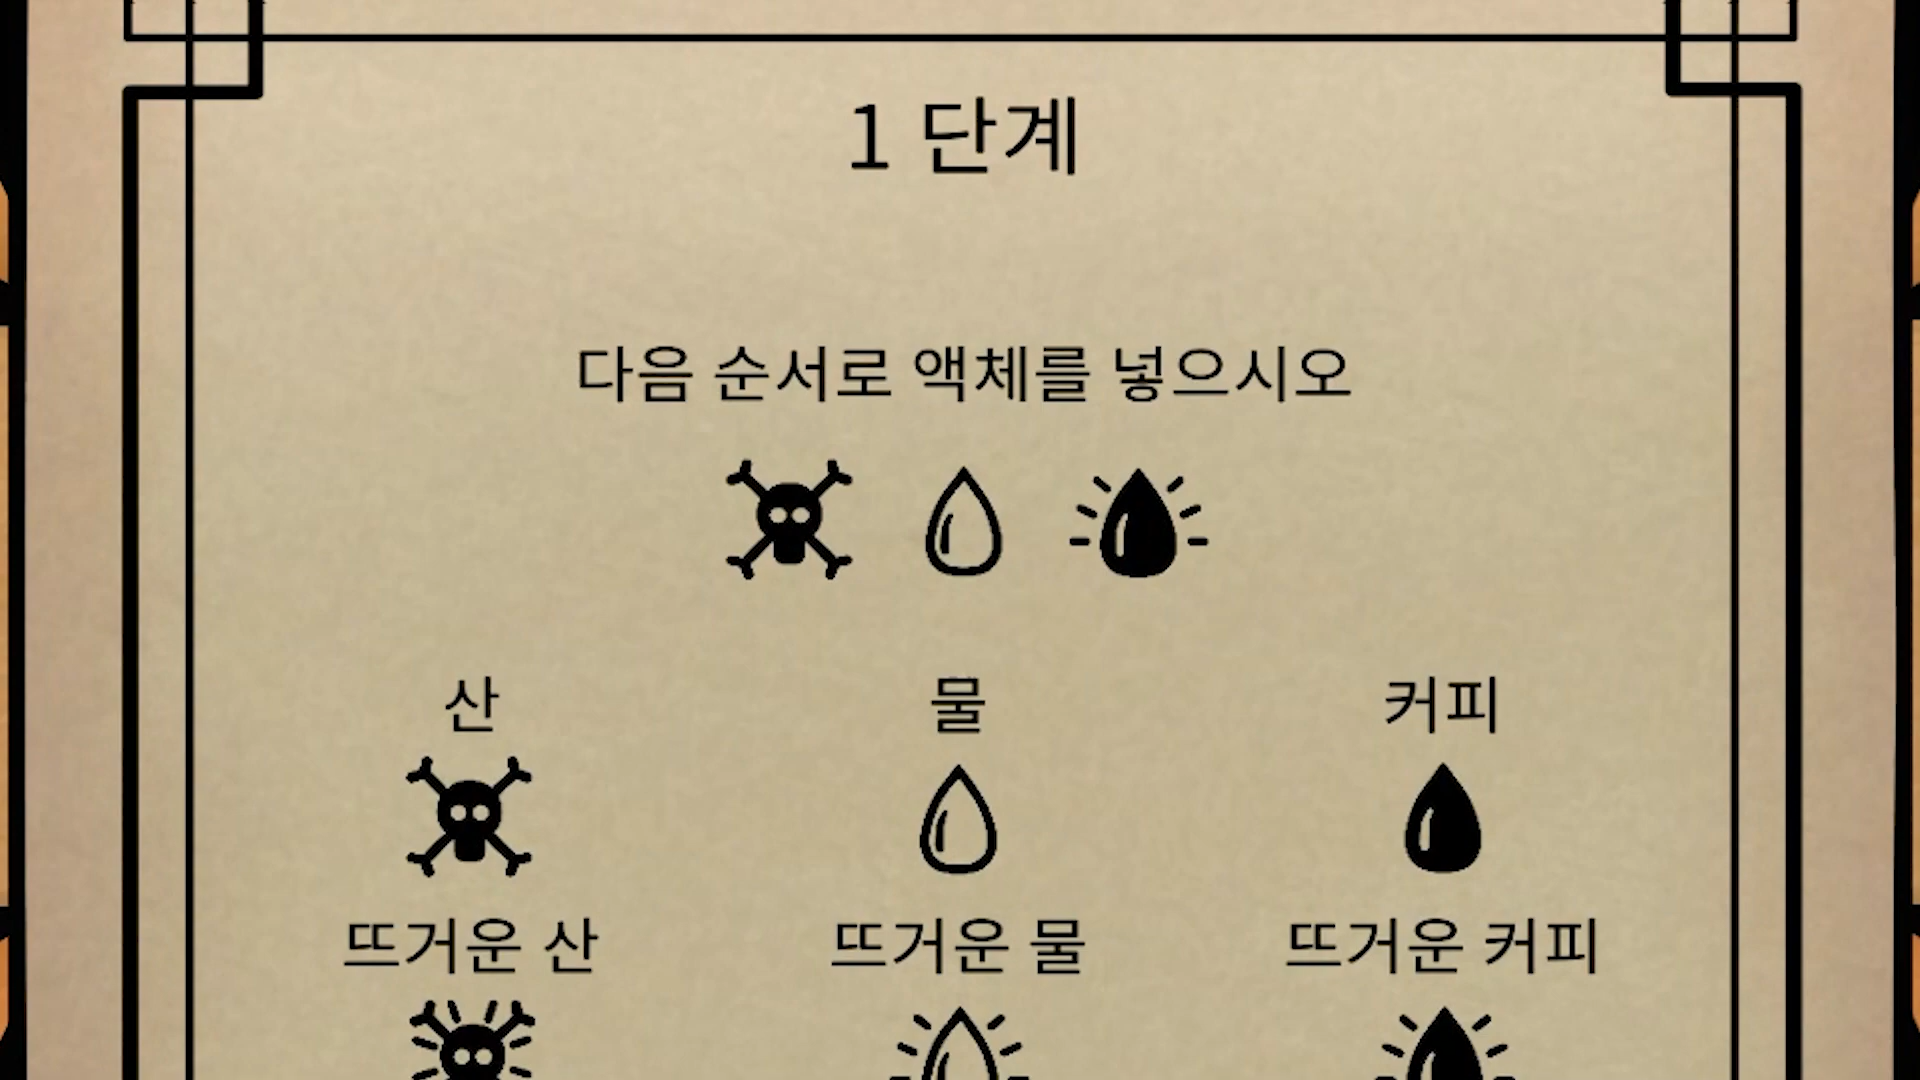 1 단계
다음 순서로 액체를 넣으시오
산 물 커피
뜨거운 산 뜨거운 물 뜨거운 커피